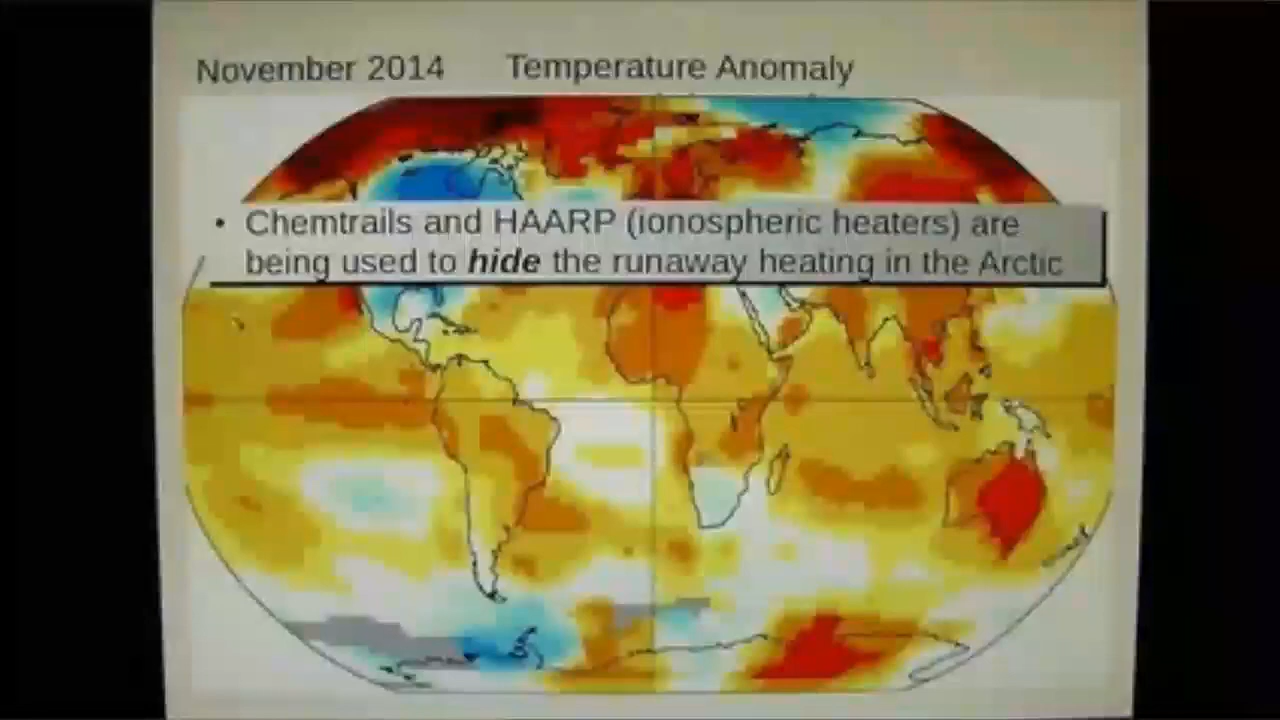 November 2014 Temperature Anomaly
• Chemtrails and HAARP (ionospheric heaters) are
being used to hide the runaway heating in the Arctic